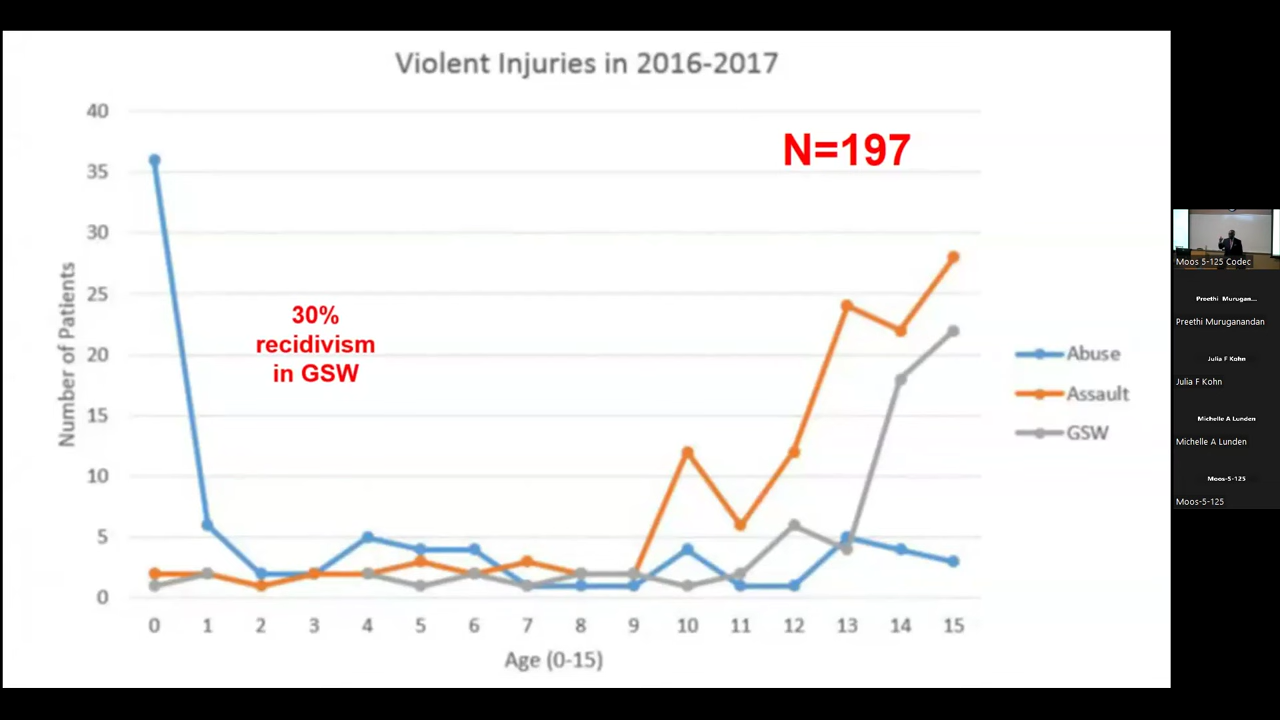 Violent Injuries in 2016-2017
N=197
40
35
30
25
20
15
10
5
0
Number of Patients
30%
recidivism
in GSW
0 1 2 3 4 5 6 7 8 9 10 11 12 13 14 15
Age (0-15)
Abuse
Assault
GSW
Moos 5-125 Codec
Preethi Murugan...
Preethi Muruganandan
Julia F Kohn
Julia F Kohn
Michelle A Lunden
Michelle A Lunden
Moos-5-125
Moos-5-125